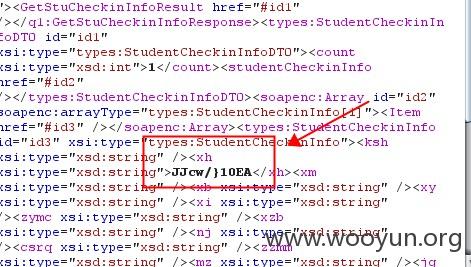 "><GetStuCheckinInfoResult href="#id1"
/></q1:GetStuCheckinInfoResponse><types:StudentCheckinIn
foDTO id="id1"
xsi:type="types:StudentCheckinInfoDTO"><count
xsi:type="xsd:int">1</count><studentCheckinInfo
href="#id2"
/></types:StudentCheckinInfoDTO><soapenc:Array id="id2"
soapenc:arrayType="types:StudentCheckinInfo[1]"><Item
href="#id3" /></soapenc:Array><types:StudentCheckinInfo
id="id3" xsi:type="types:StudentCheckinInfo"><ksh
xsi:type="xsd:string" /><xh
xsi:type="xsd:string">JJcw/}10EA</xh><xm
xsi:type="xsd:string" /><xb xsi:type="xsd:string" /><xy
xsi:type="xsd:string" /><xi xsi:type="xsd:string"
/><zymc xsi:type="xsd:string" /><xzb
xsi:type="xsd:string" /><nj xsi:type="xsd:string"
/><csrq xsi:type="xsd:string" /><zzmm
xsi:type="xsd:string" /><mz xsi:type="xsd:string" /><jg
www.wooyun.org